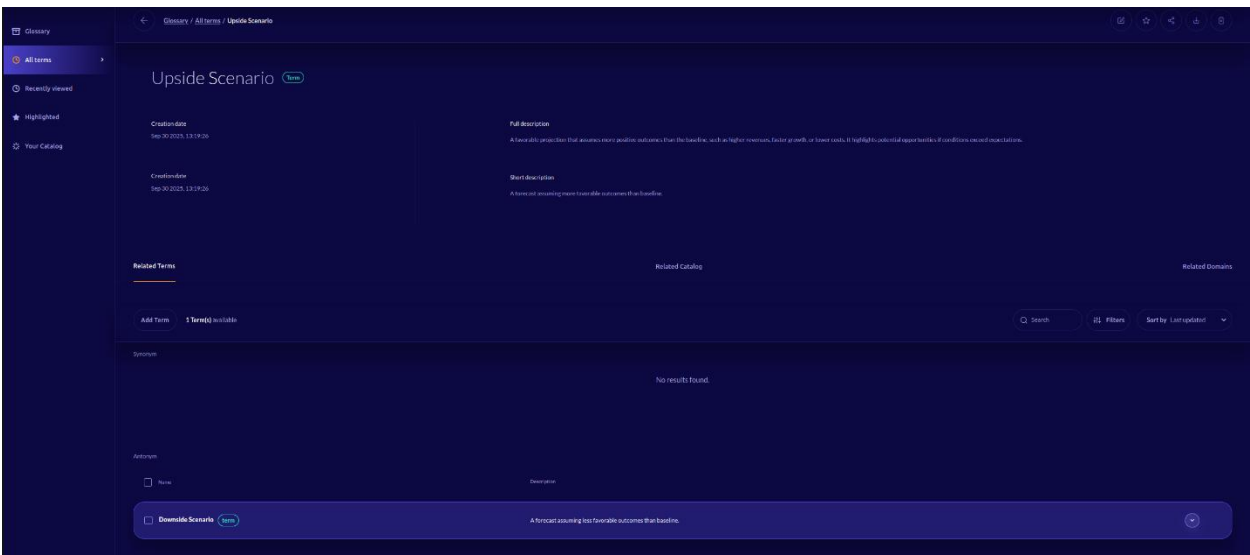 Glossary
All terms
Recently viewed
Highlighted
Your Catalog
Glossary / All terms / Upside Scenario
Upside Scenario Term
Creation date
Sep 30 2025, 13:19:26
Full description
A favorable projection that assumes more positive outcomes than the baseline, such as higher revenues, faster growth, or lower costs. It highlights potential opportunities if conditions exceed expectations.
Creation date
Sep 30 2025, 13:19:26
Short description
A forecast assuming more favorable outcomes than baseline.
Related Terms Related Catalog Related Domains
Add Term 1 Term(s) available Search Filters Sort by Last updated
Synonym
No results found.
Antonym
Name Description
Downside Scenario term A forecast assuming less favorable outcomes than baseline.